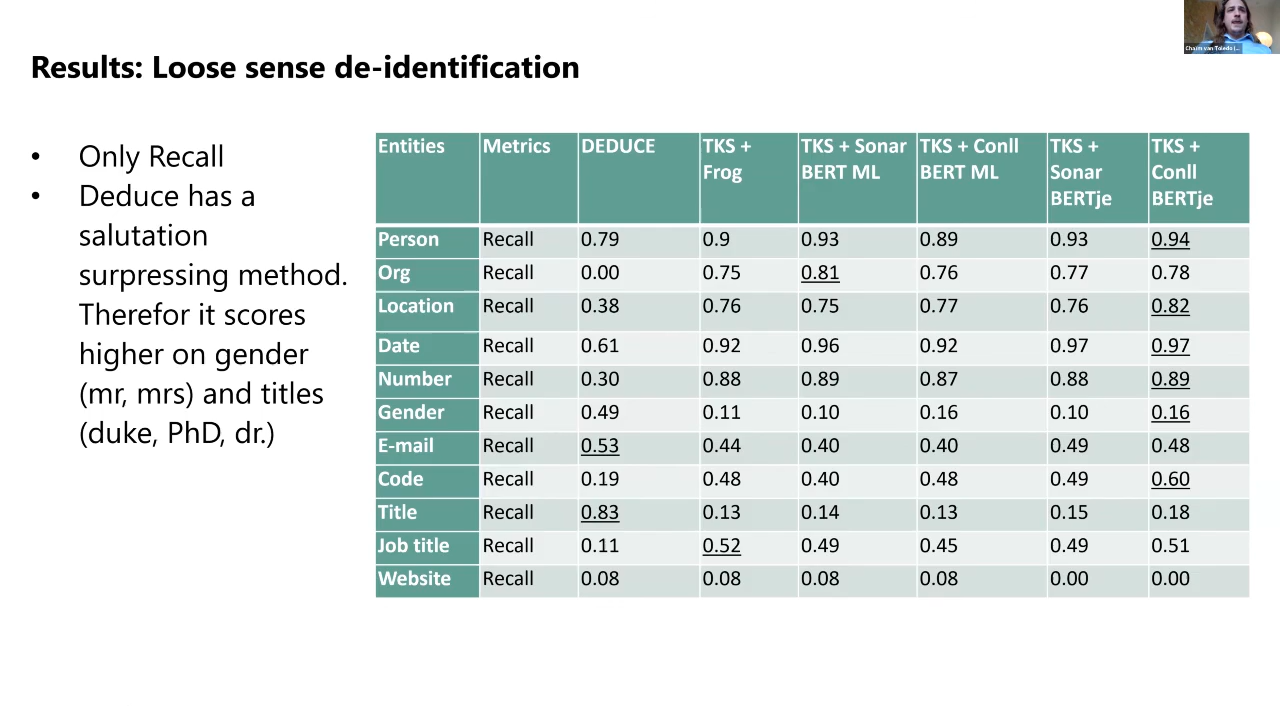 Charm van Toledo (...
Results: Loose sense de-identification
• Only Recall
• Deduce has a
salutation
surpressing method.
Therefor it scores
higher on gender
(mr, mrs) and titles
(duke, PhD, dr.)
Entities Metrics DEDUCE TKS + Frog TKS + Sonar BERT ML TKS + Conll BERT ML TKS + Sonar BERTje TKS + Conll BERTje
Person Recall 0.79 0.9 0.93 0.89 0.93 0.94
Org Recall 0.00 0.75 0.81 0.76 0.77 0.78
Location Recall 0.38 0.76 0.75 0.77 0.76 0.82
Date Recall 0.61 0.92 0.96 0.92 0.97 0.97
Number Recall 0.30 0.88 0.89 0.87 0.88 0.89
Gender Recall 0.49 0.11 0.10 0.16 0.10 0.16
E-mail Recall 0.53 0.44 0.40 0.40 0.49 0.48
Code Recall 0.19 0.48 0.40 0.48 0.49 0.60
Title Recall 0.83 0.13 0.14 0.13 0.15 0.18
Job title Recall 0.11 0.52 0.49 0.45 0.49 0.51
Website Recall 0.08 0.08 0.08 0.08 0.00 0.00